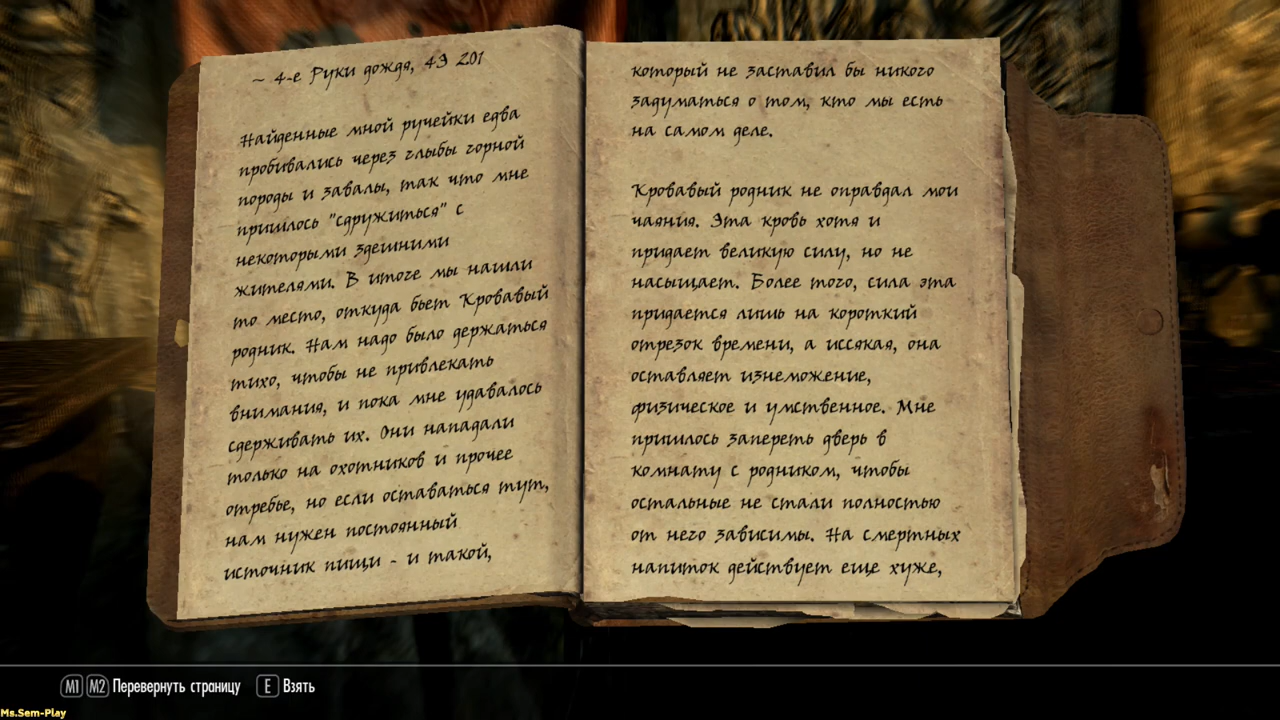 ~ 4-е Руки дождя, 4Э 201
Найденные мной ручейки едва
пробивались через глыбы горной
породы и завалы, так что мне
пришлось "сдружиться" с
некоторыми здешними
жителями. В итоге мы нашли
то место, откуда бьет Кровавый
родник. Нам надо было держаться
тихо, чтобы не привлекать
внимания, и пока мне удавалось
сдерживать их. Они нападали
только на охотников и прочее
отребье, но если оставаться тут,
нам нужен постоянный
источник пищи - и такой,
который не заставил бы никого
задуматься о том, кто мы есть
на самом деле.
Кровавый родник не оправдал мои
чаяния. Эта кровь хотя и
придает великую силу, но не
насыщает. Более того, сила эта
придается лишь на короткий
отрезок времени, а иссякая, она
оставляет изнеможение,
физическое и умственное. Мне
пришлось запереть дверь в
комнату с родником, чтобы
остальные не стали полностью
от него зависимы. На смертных
напиток действует еще хуже,
M1 M2 Перевернуть страницу E Взять
Ms.Sem-Play